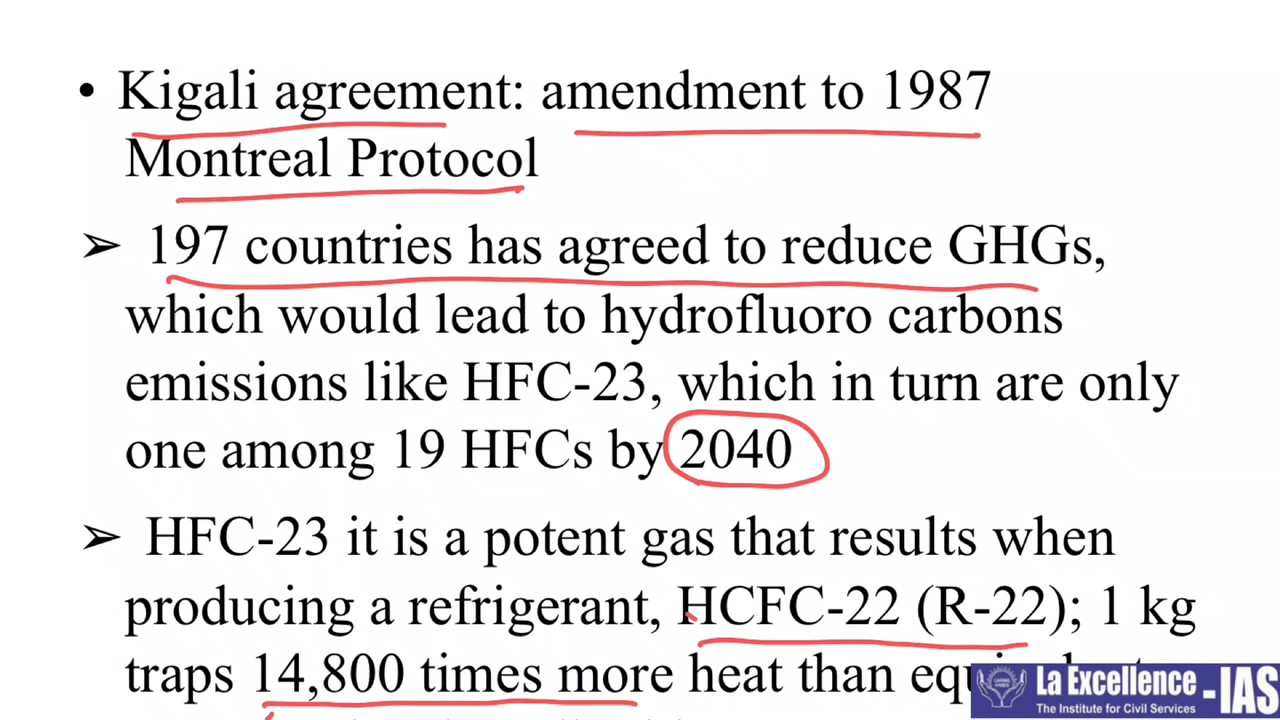 • Kigali agreement: amendment to 1987
Montreal Protocol
➢ 197 countries has agreed to reduce GHGs,
which would lead to hydrofluoro carbons
emissions like HFC-23, which in turn are only
one among 19 HFCs by 2040
➢ HFC-23 it is a potent gas that results when
producing a refrigerant, HCFC-22 (R-22); 1 kg
traps 14,800 times more heat than
La Excellence -IAS
The Institute for Civil Services